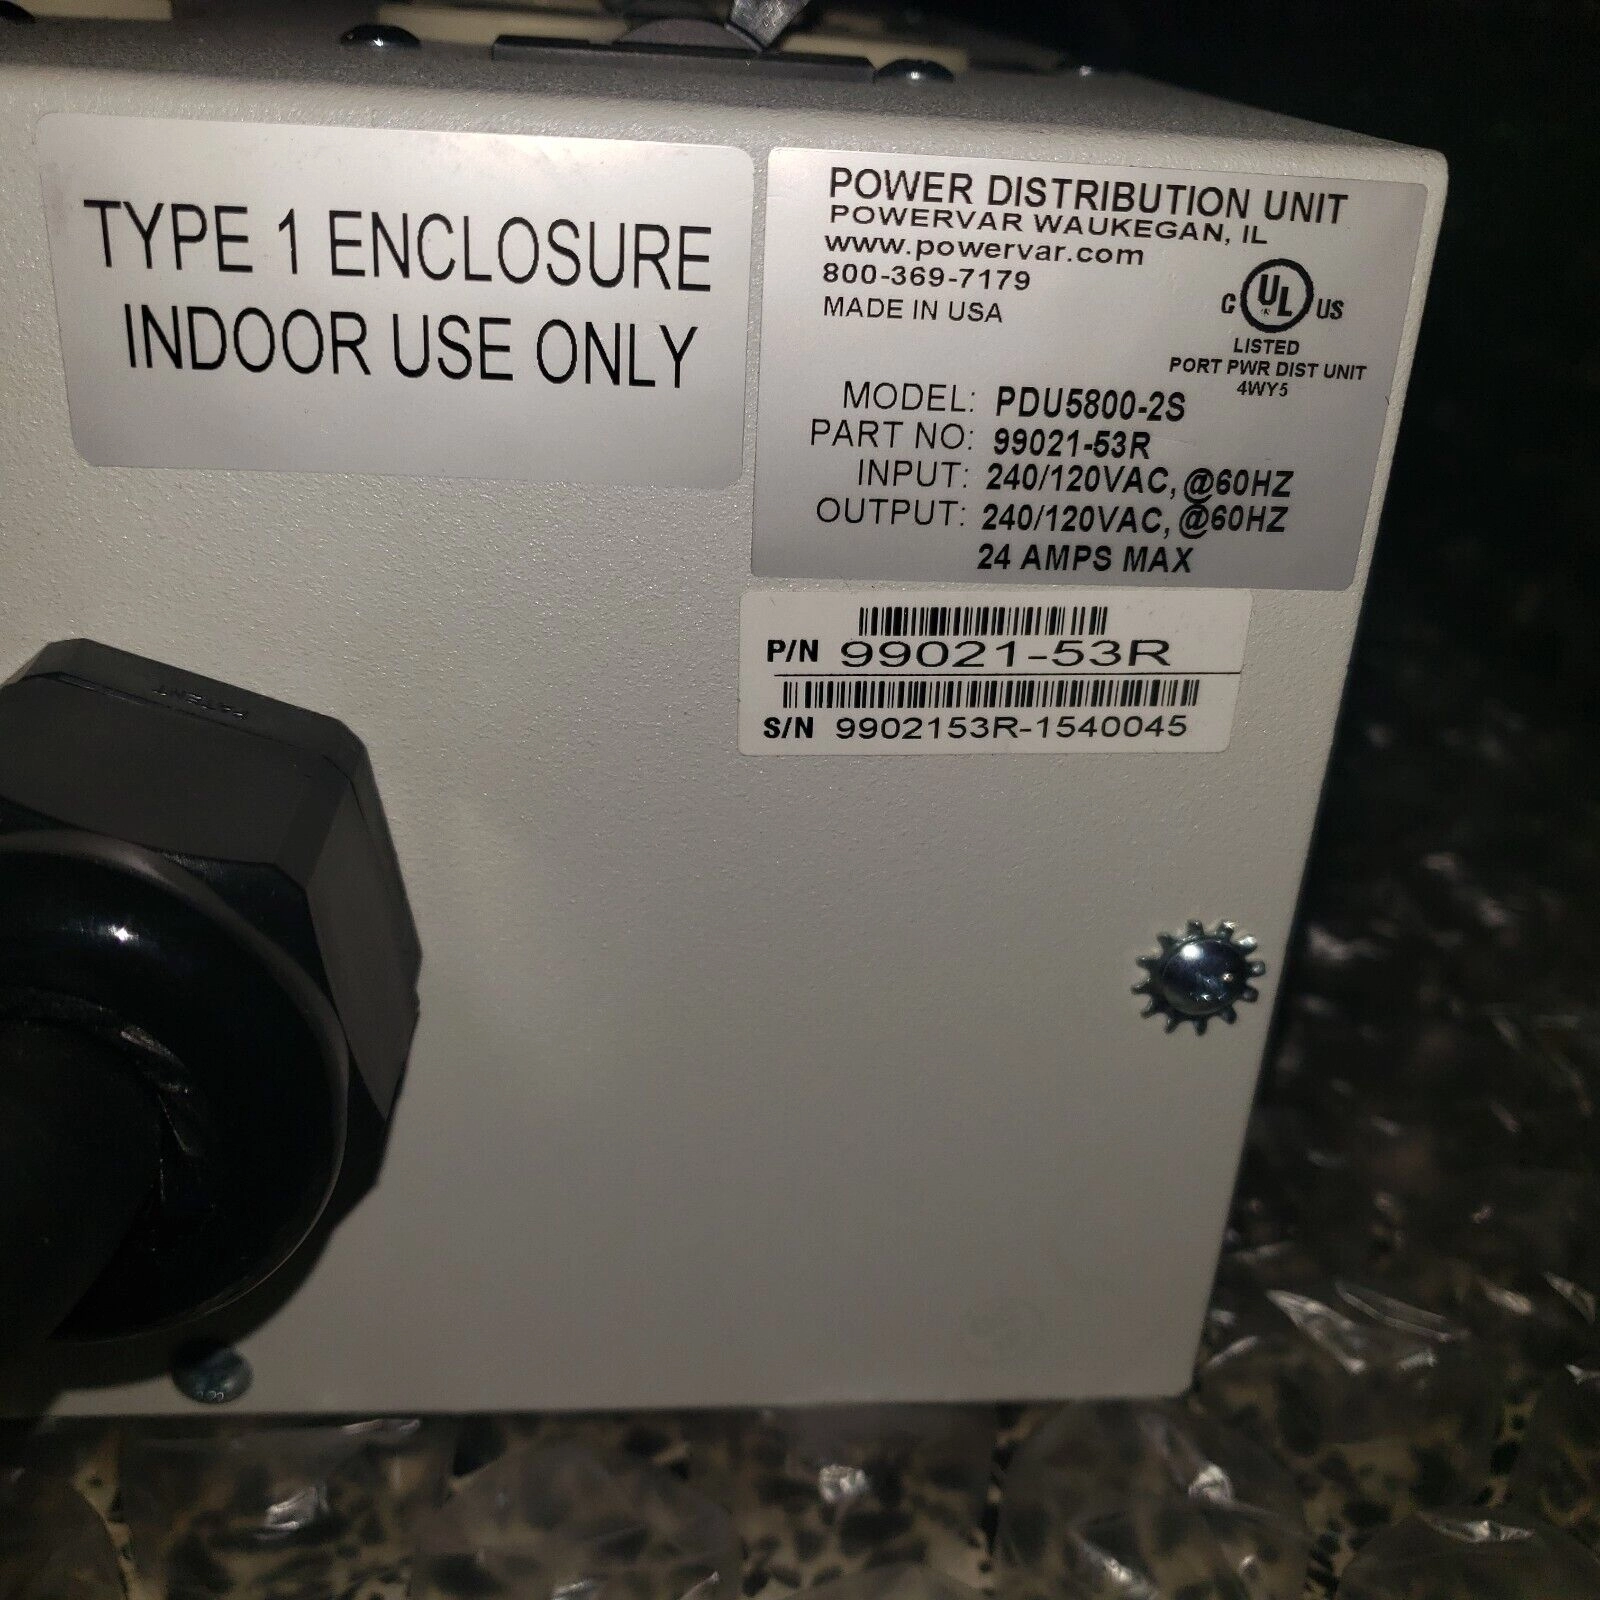 TYPE 1 ENCLOSURE
INDOOR USE ONLY
POWER DISTRIBUTION UNIT
POWERVAR WAUKEGAN, IL
www.powervar.com
800-369-7179
MADE IN USA
C UL US
LISTED
PORT PWR DIST UNIT
4WY5
MODEL: PDU5800-2S
PART NO: 99021-53R
INPUT: 240/120VAC, @60HZ
OUTPUT: 240/120VAC, @60HZ
24 AMPS MAX
P/N 99021-53R
S/N 9902153R-1540045
PATENT